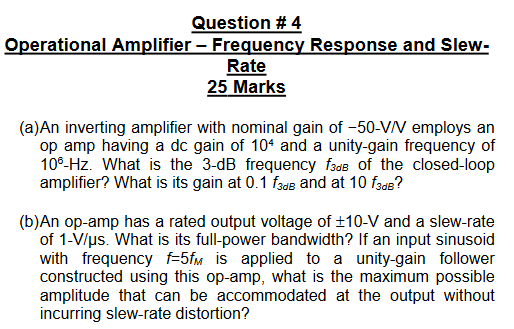 Question # 4
Operational Amplifier – Frequency Response and Slew-
Rate
25 Marks
(a)An inverting amplifier with nominal gain of −50-V/V employs an
op amp having a dc gain of 10⁴ and a unity-gain frequency of
10⁶-Hz. What is the 3-dB frequency f3dB of the closed-loop
amplifier? What is its gain at 0.1 f3dB and at 10 f3dB?
(b)An op-amp has a rated output voltage of ±10-V and a slew-rate
of 1-V/µs. What is its full-power bandwidth? If an input sinusoid
with frequency f=5fM is applied to a unity-gain follower
constructed using this op-amp, what is the maximum possible
amplitude that can be accommodated at the output without
incurring slew-rate distortion?